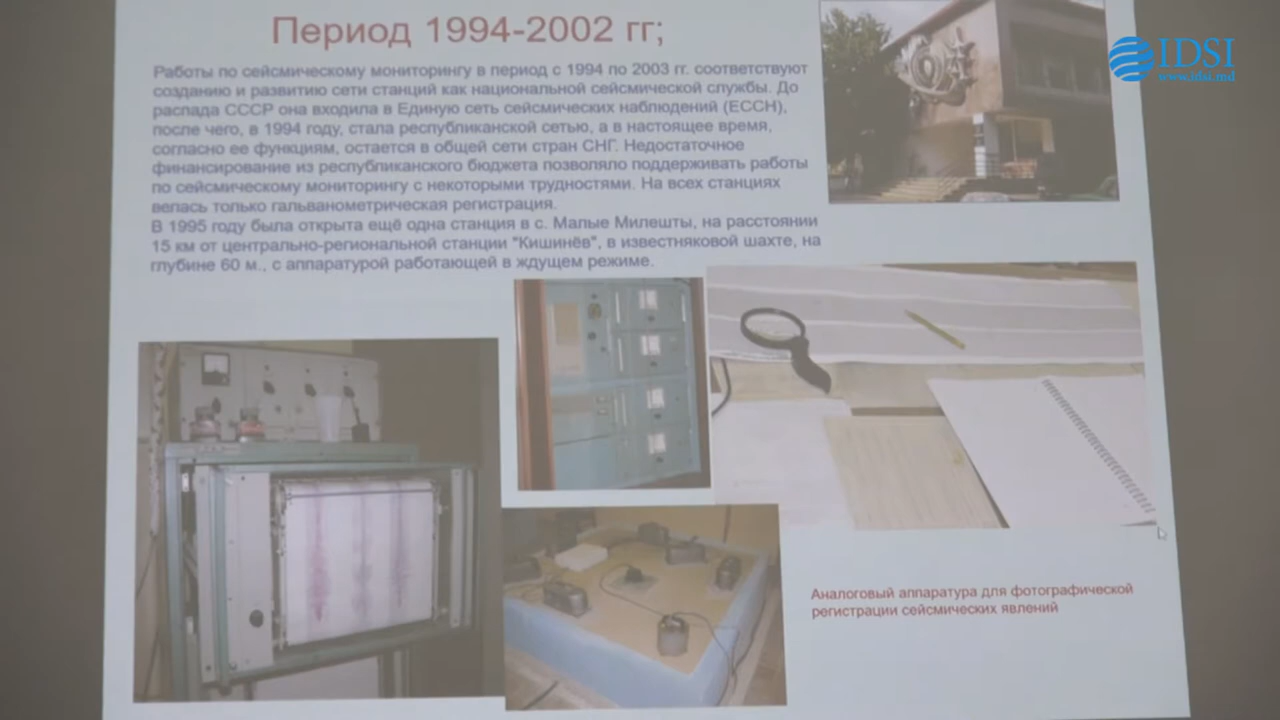 Период 1994-2002 гг;
IDSI
www.idsi.md
Работы по сейсмическому мониторингу в период с 1994 по 2003 гг. соответствуют
созданию и развитию сети станций как национальной сейсмической службы. До
распада СССР она входила в Единую сеть сейсмических наблюдений (ЕССН),
после чего, в 1994 году, стала республиканской сетью, а в настоящее время,
согласно ее функциям, остается в общей сети стран СНГ. Недостаточное
финансирование из республиканского бюджета позволяло поддерживать работы
по сейсмическому мониторингу с некоторыми трудностями. На всех станциях
велась только гальванометрическая регистрация.
В 1995 году была открыта ещё одна станция в с. Малые Милешты, на расстоянии
15 км от центрально-региональной станции "Кишинёв", в известняковой шахте, на
глубине 60 м., с аппаратурой работающей в ждущем режиме.
Аналоговый аппаратура для фотографической
регистрации сейсмических явлений